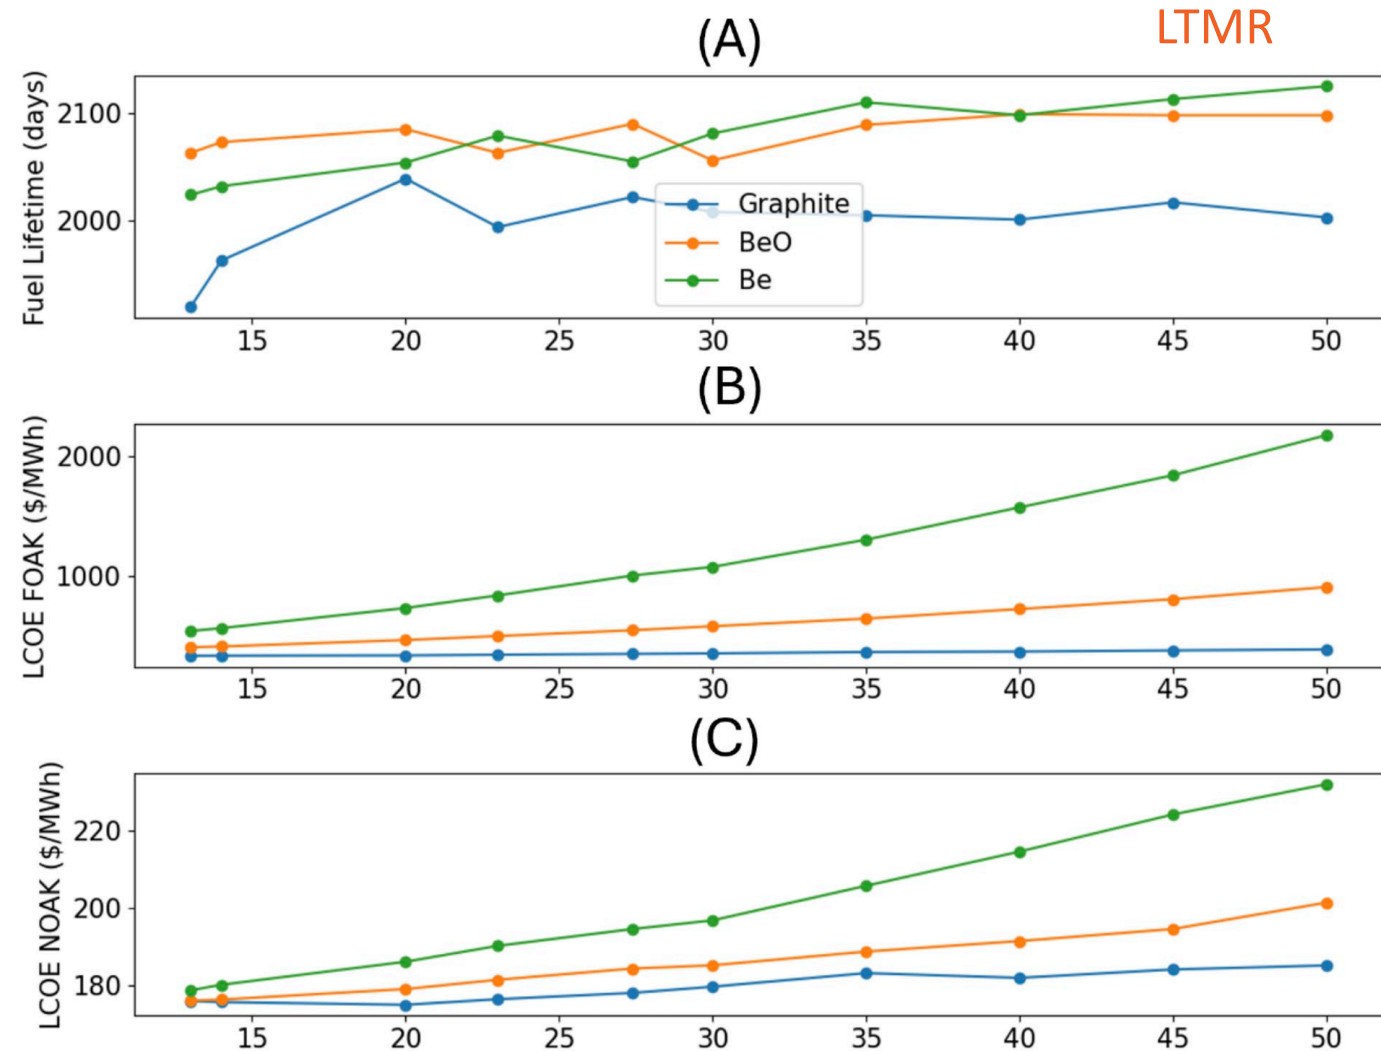 LTMR
(A)
Fuel Lifetime (days)
2100
2000
Graphite
BeO
Be
15 20 25 30 35 40 45 50
(B)
LCOE FOAK ($/MWh)
2000
1000
15 20 25 30 35 40 45 50
(C)
LCOE NOAK ($/MWh)
220
200
180
15 20 25 30 35 40 45 50